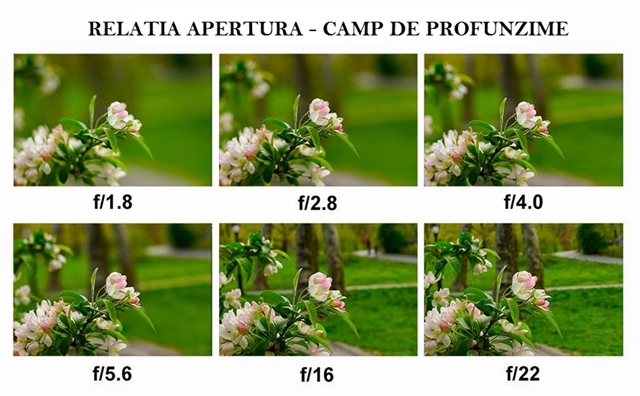 RELATIA APERTURA - CAMP DE PROFUNZIME
f/1.8
f/2.8
f/4.0
f/5.6
f/16
f/22